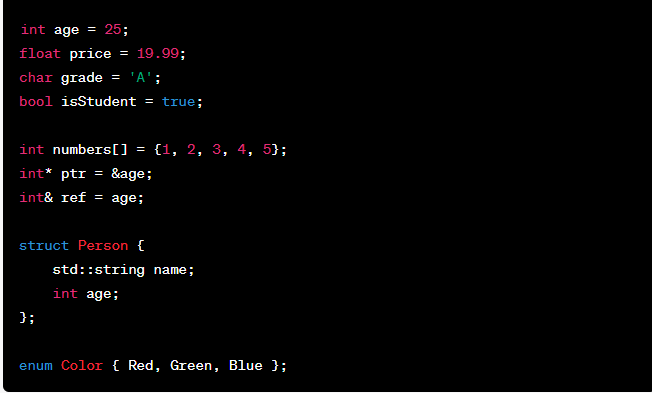 int age = 25;
float price = 19.99;
char grade = 'A';
bool isStudent = true;

int numbers[] = {1, 2, 3, 4, 5};
int* ptr = &age;
int& ref = age;

struct Person {
    std::string name;
    int age;
};

enum Color { Red, Green, Blue };